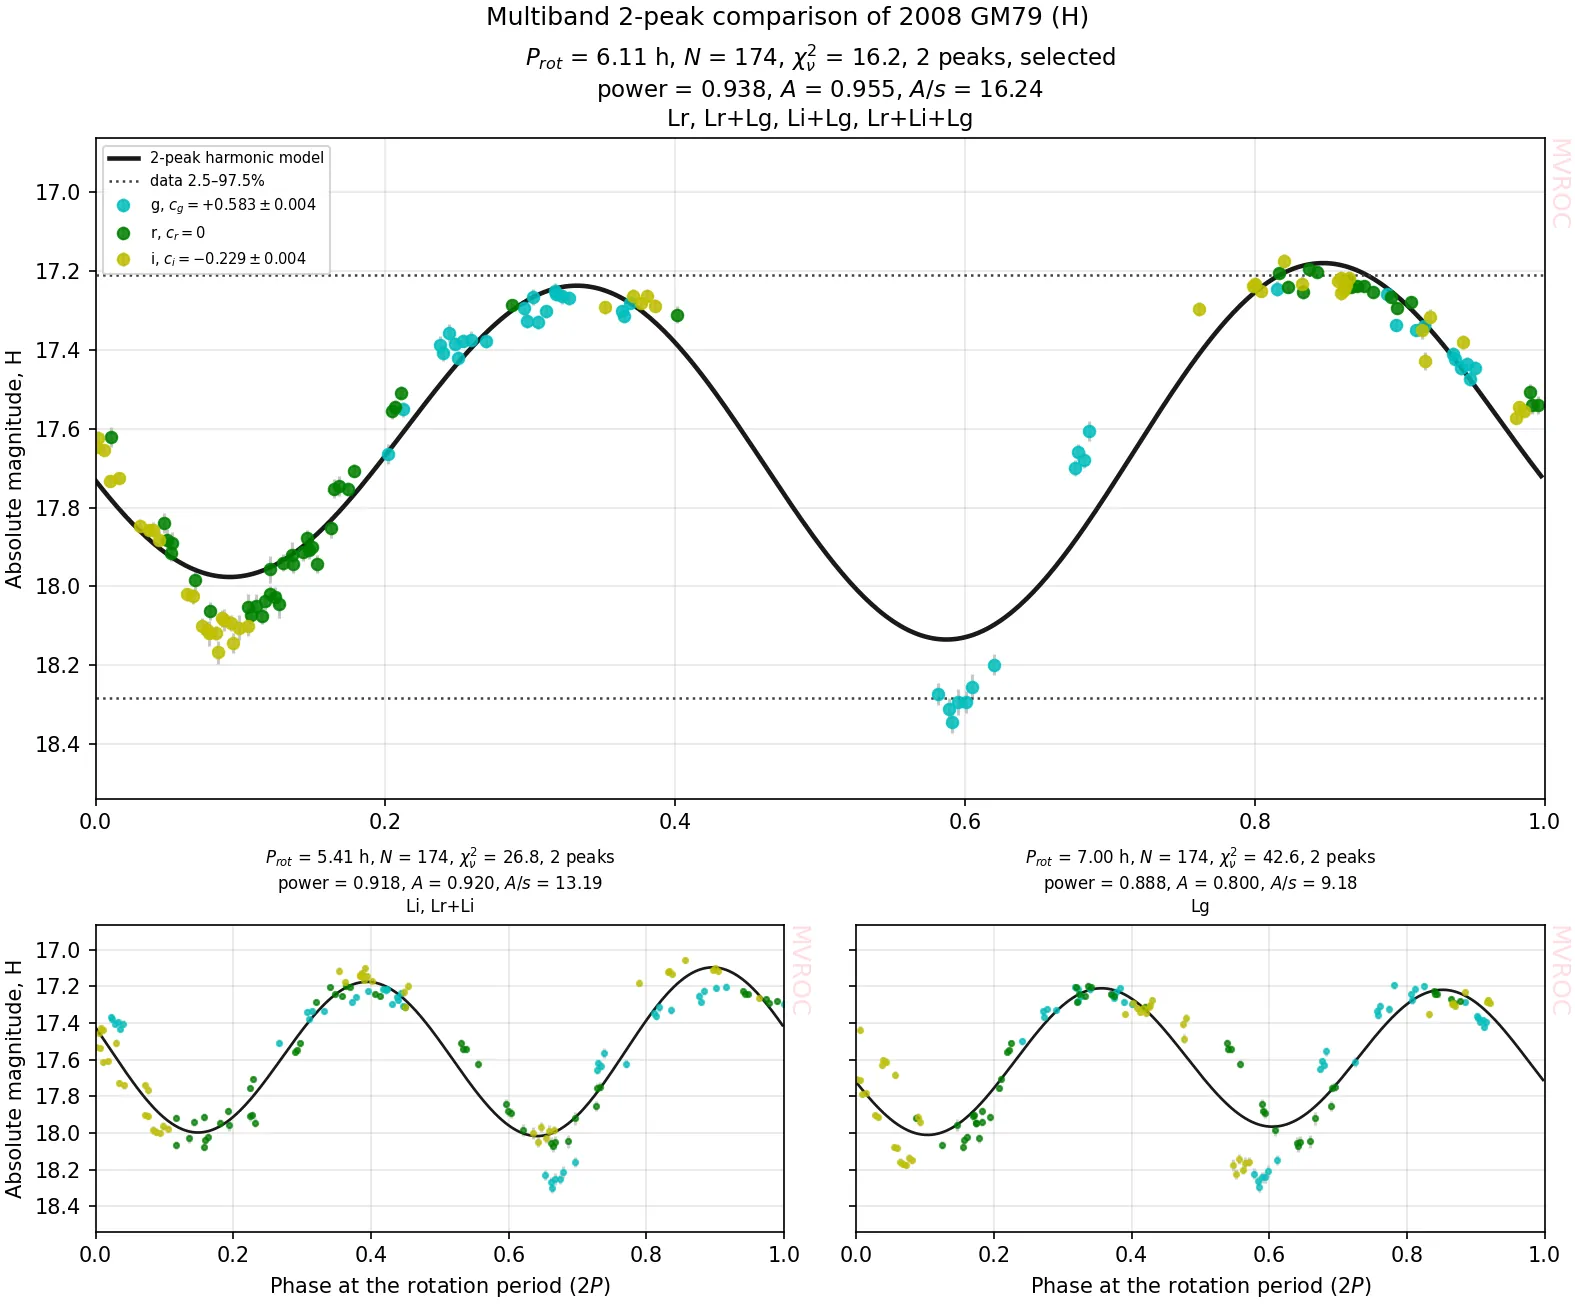 Multiband 2-peak comparison of 2008 GM79 (H)
P_rot = 6.11 h, N = 174, χ²_ν = 16.2, 2 peaks, selected
power = 0.938, A = 0.955, A/s = 16.24
Lr, Lr+Lg, Li+Lg, Lr+Li+Lg
2-peak harmonic model
data 2.5–97.5%
g, c_g = +0.583 ± 0.004
r, c_r = 0
i, c_i = −0.229 ± 0.004
MVROC
Absolute magnitude, H
17.0
17.2
17.4
17.6
17.8
18.0
18.2
18.4
0.0 0.2 0.4 0.6 0.8 1.0
P_rot = 5.41 h, N = 174, χ²_ν = 26.8, 2 peaks
power = 0.918, A = 0.920, A/s = 13.19
Li, Lr+Li
MVROC
Absolute magnitude, H
17.0
17.2
17.4
17.6
17.8
18.0
18.2
18.4
0.0 0.2 0.4 0.6 0.8 1.0
Phase at the rotation period (2P)
P_rot = 7.00 h, N = 174, χ²_ν = 42.6, 2 peaks
power = 0.888, A = 0.800, A/s = 9.18
Lg
MVROC
0.0 0.2 0.4 0.6 0.8 1.0
Phase at the rotation period (2P)